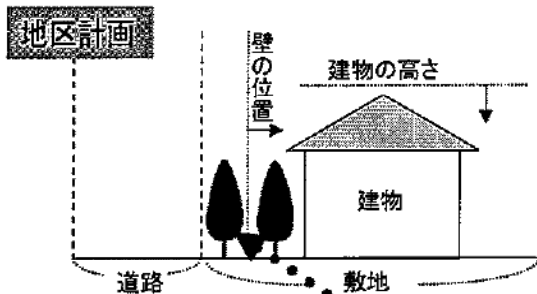 地区計画
壁の位置
建物の高さ
建物
道路
敷地